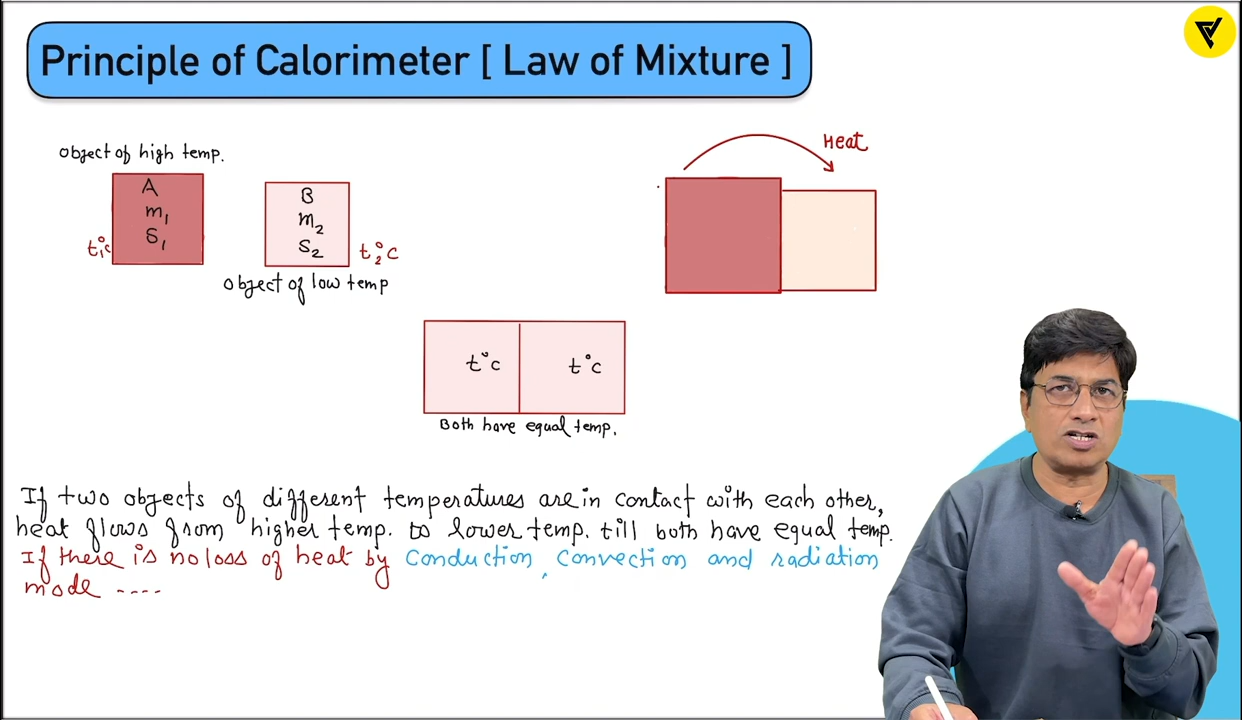 Principle of Calorimeter [ Law of Mixture ]
object of high temp.
A
m₁
S₁
t₁°c
B
m₂
S₂
t₂°c
object of low temp
Heat
t°c
t°c
Both have equal temp.
If two objects of different temperatures are in contact with each other,
heat flows from higher temp. to lower temp. till both have equal temp.
If there is no loss of heat by conduction, convection and radiation
mode ----